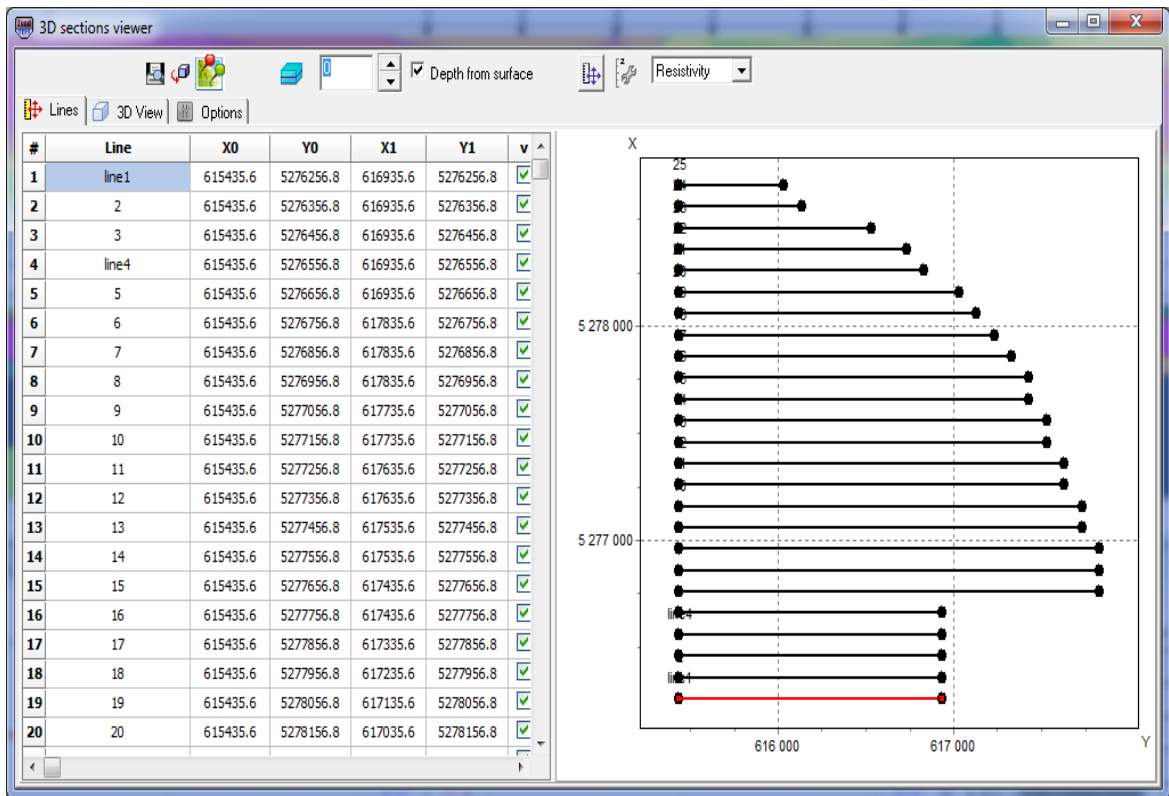 3D sections viewer
0 Depth from surface 2 Resistivity
Lines 3D View Options
# Line X0 Y0 X1 Y1 v
1 line1 615435.6 5276256.8 616935.6 5276256.8
2 2 615435.6 5276356.8 616935.6 5276356.8
3 3 615435.6 5276456.8 616935.6 5276456.8
4 line4 615435.6 5276556.8 616935.6 5276556.8
5 5 615435.6 5276656.8 616935.6 5276656.8
6 6 615435.6 5276756.8 617835.6 5276756.8
7 7 615435.6 5276856.8 617835.6 5276856.8
8 8 615435.6 5276956.8 617835.6 5276956.8
9 9 615435.6 5277056.8 617735.6 5277056.8
10 10 615435.6 5277156.8 617735.6 5277156.8
11 11 615435.6 5277256.8 617635.6 5277256.8
12 12 615435.6 5277356.8 617635.6 5277356.8
13 13 615435.6 5277456.8 617535.6 5277456.8
14 14 615435.6 5277556.8 617535.6 5277556.8
15 15 615435.6 5277656.8 617435.6 5277656.8
16 16 615435.6 5277756.8 617435.6 5277756.8
17 17 615435.6 5277856.8 617335.6 5277856.8
18 18 615435.6 5277956.8 617235.6 5277956.8
19 19 615435.6 5278056.8 617135.6 5278056.8
20 20 615435.6 5278156.8 617035.6 5278156.8
X
25
5 278 000
5 277 000
616 000 617 000
Y